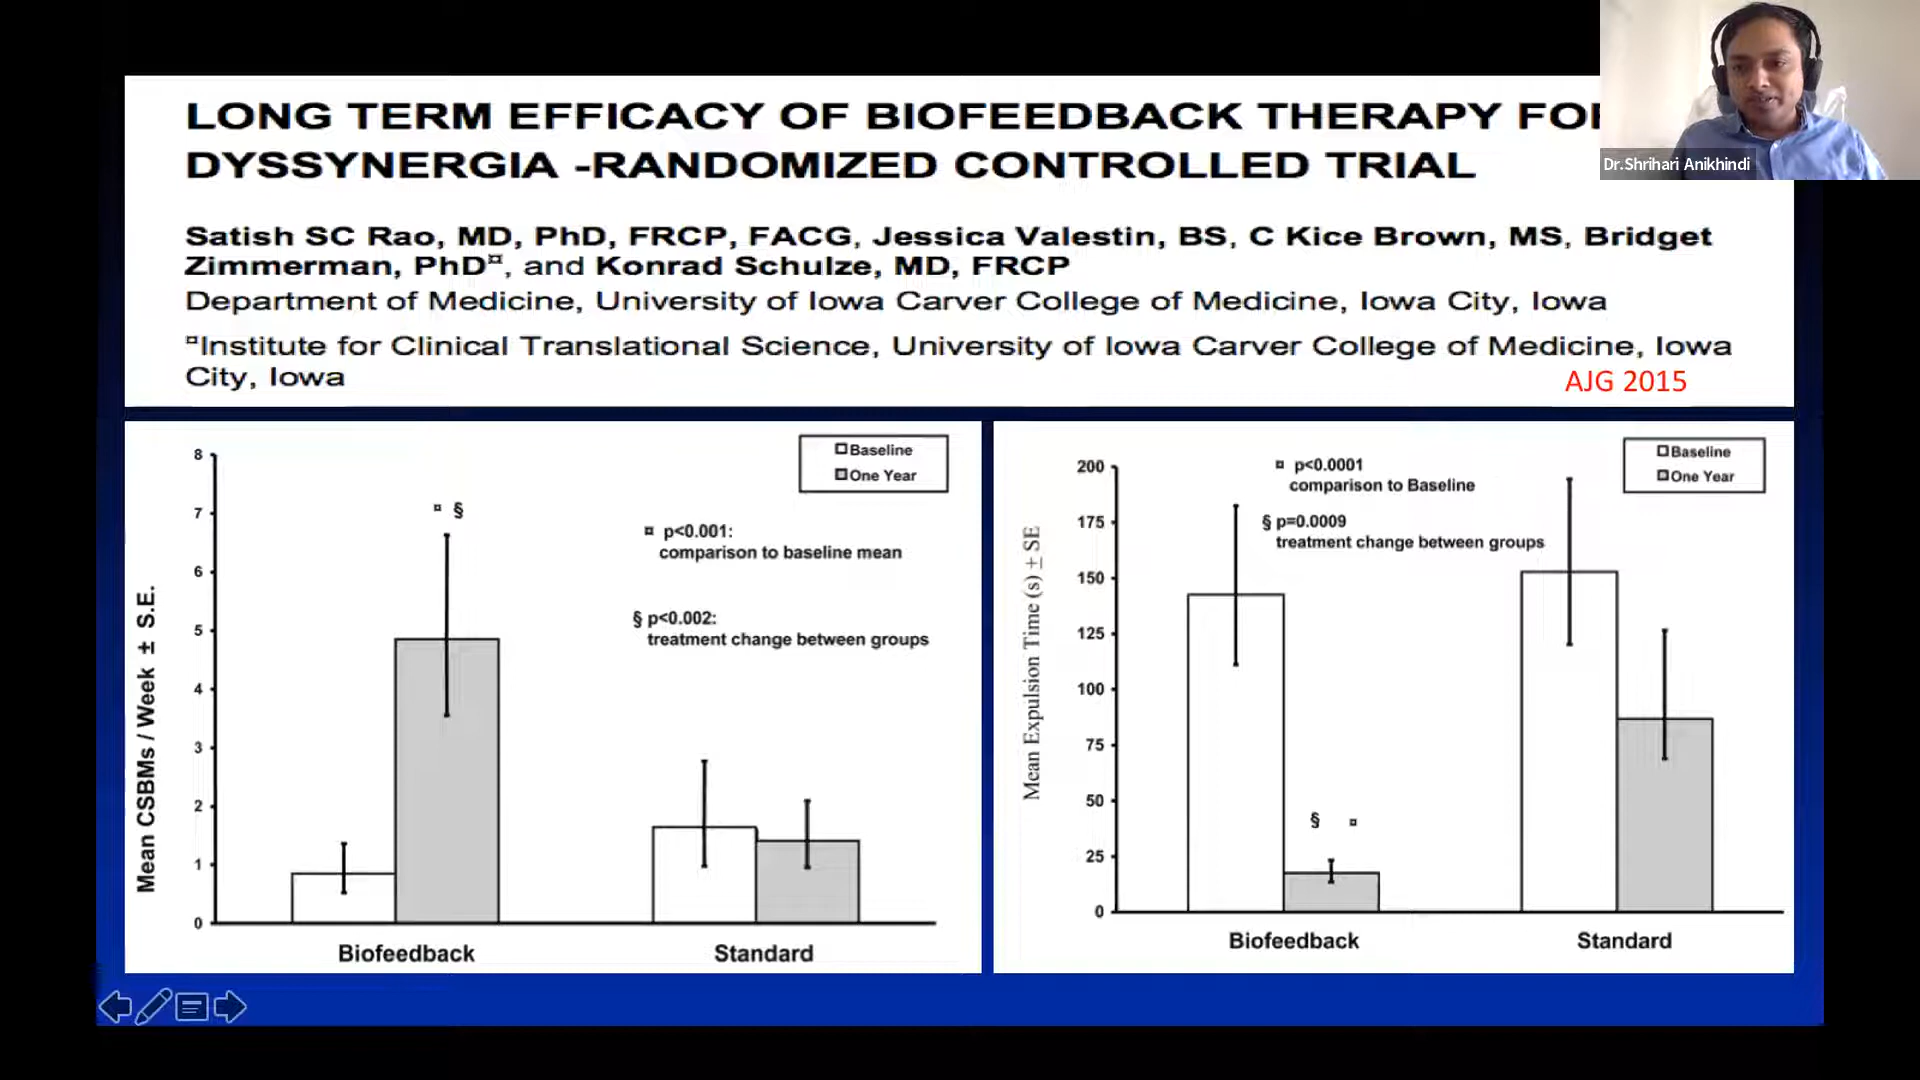 LONG TERM EFFICACY OF BIOFEEDBACK THERAPY FOR
DYSSYNERGIA -RANDOMIZED CONTROLLED TRIAL
Dr.Shrihari Anikhindi
Satish SC Rao, MD, PhD, FRCP, FACG, Jessica Valestin, BS, C Kice Brown, MS, Bridget
Zimmerman, PhD¤, and Konrad Schulze, MD, FRCP
Department of Medicine, University of Iowa Carver College of Medicine, Iowa City, Iowa
¤Institute for Clinical Translational Science, University of Iowa Carver College of Medicine, Iowa
City, Iowa
AJG 2015
Mean CSBMs / Week ± S.E.
8
7
6
5
4
3
2
1
0
Baseline
One Year
¤ §
¤ p<0.001:
comparison to baseline mean
§ p<0.002:
treatment change between groups
Biofeedback
Standard
Mean Expulsion Time (s) ± SE
200
175
150
125
100
75
50
25
0
¤ p<0.0001
comparison to Baseline
§ p=0.0009
treatment change between groups
Baseline
One Year
§ ¤
Biofeedback
Standard